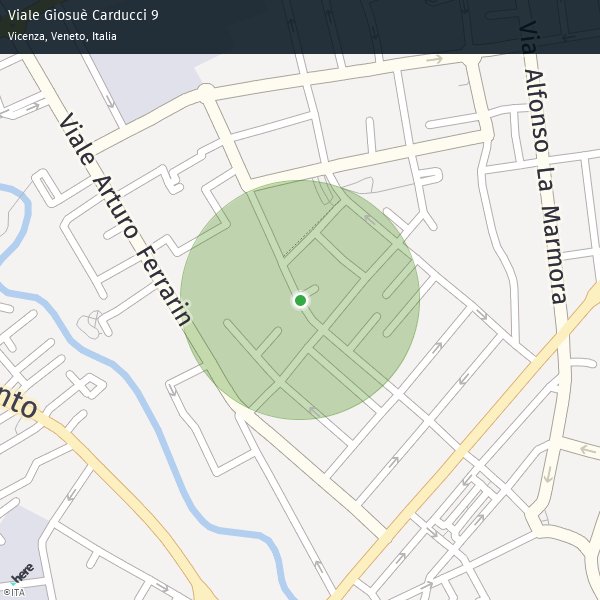 Viale Giosuè Carducci 9
Vicenza, Veneto, Italia
Via Alfonso La Marmora
Viale Arturo Ferrarin
nto
here
©ITA